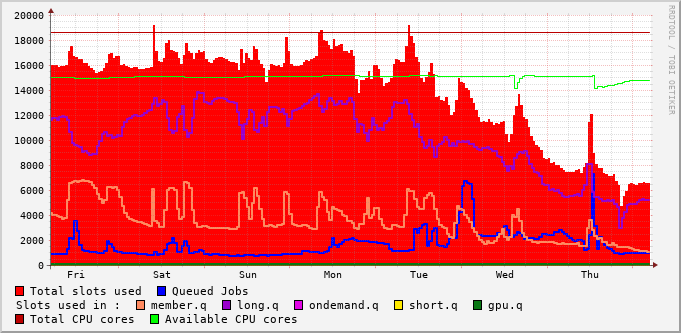 20000
18000
16000
14000
12000
10000
8000
6000
4000
2000
0
Fri Sat Sun Mon Tue Wed Thu
RRDTOOL / TOBI OETIKER
Total slots used Queued Jobs
Slots used in : member.q long.q ondemand.q short.q gpu.q
Total CPU cores Available CPU cores